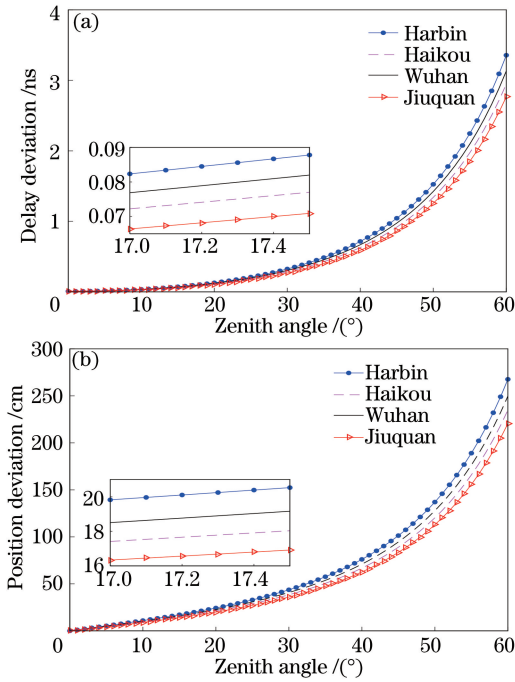 (a)
Harbin
Haikou
Wuhan
Jiuquan
Delay deviation /ns
4
3
2
1
0
0.09
0.08
0.07
17.0 17.2 17.4
10 20 30 40 50 60
Zenith angle /(°)
(b)
Harbin
Haikou
Wuhan
Jiuquan
Position deviation /cm
300
250
200
150
100
50
0
20
18
16
17.0 17.2 17.4
10 20 30 40 50 60
Zenith angle /(°)